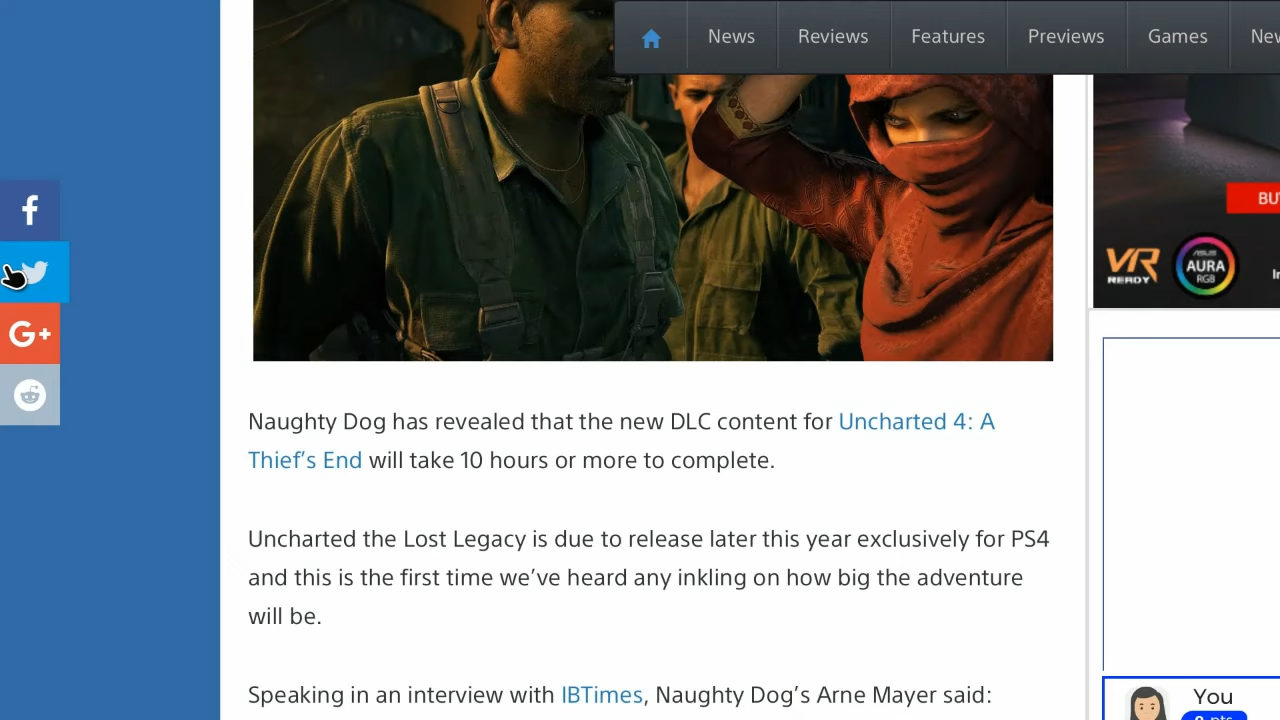 News Reviews Features Previews Games
BU
VR
READY
ASUS
AURA
RGB
G+
Naughty Dog has revealed that the new DLC content for Uncharted 4: A
Thief's End will take 10 hours or more to complete.
Uncharted the Lost Legacy is due to release later this year exclusively for PS4
and this is the first time we've heard any inkling on how big the adventure
will be.
Speaking in an interview with IBTimes, Naughty Dog's Arne Mayer said:
You